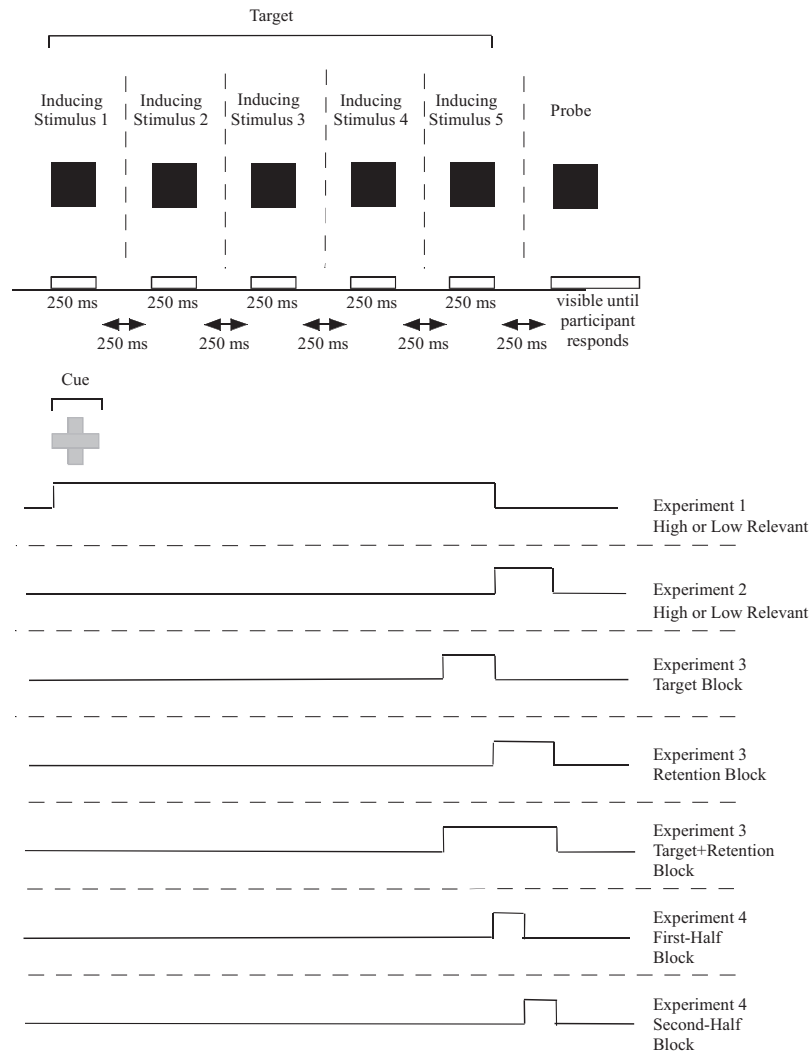 Target
Inducing Stimulus 1
Inducing Stimulus 2
Inducing Stimulus 3
Inducing Stimulus 4
Inducing Stimulus 5
Probe
250 ms
250 ms
250 ms
250 ms
250 ms
visible until
participant
responds
250 ms
250 ms
250 ms
250 ms
250 ms
Cue
Experiment 1
High or Low Relevant
Experiment 2
High or Low Relevant
Experiment 3
Target Block
Experiment 3
Retention Block
Experiment 3
Target+Retention
Block
Experiment 4
First-Half
Block
Experiment 4
Second-Half
Block